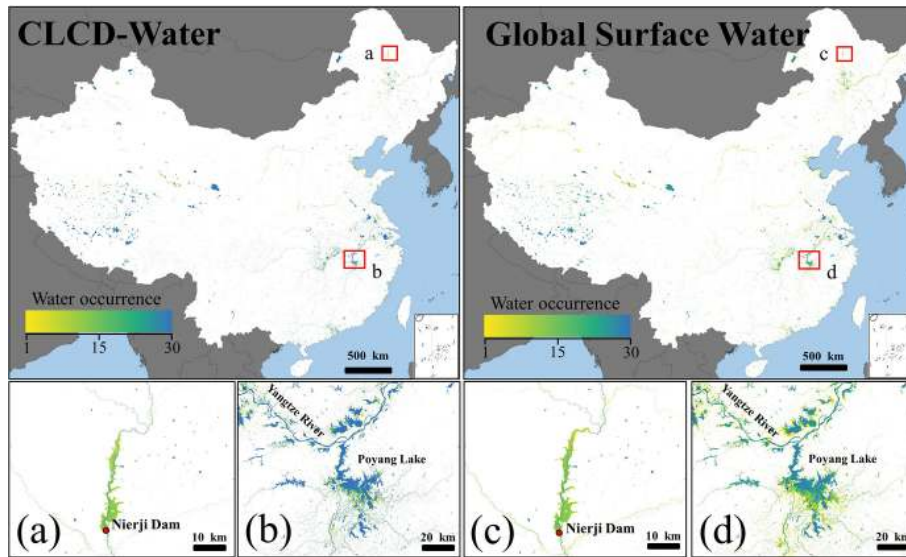 CLCD-Water
a
b
Water occurrence
1 15 30
500 km
Global Surface Water
c
d
Water occurrence
1 15 30
500 km
(a)
Nierji Dam
10 km
(b)
Yangtze River
Poyang Lake
20 km
(c)
Nierji Dam
10 km
(d)
Yangtze River
Poyang Lake
20 km